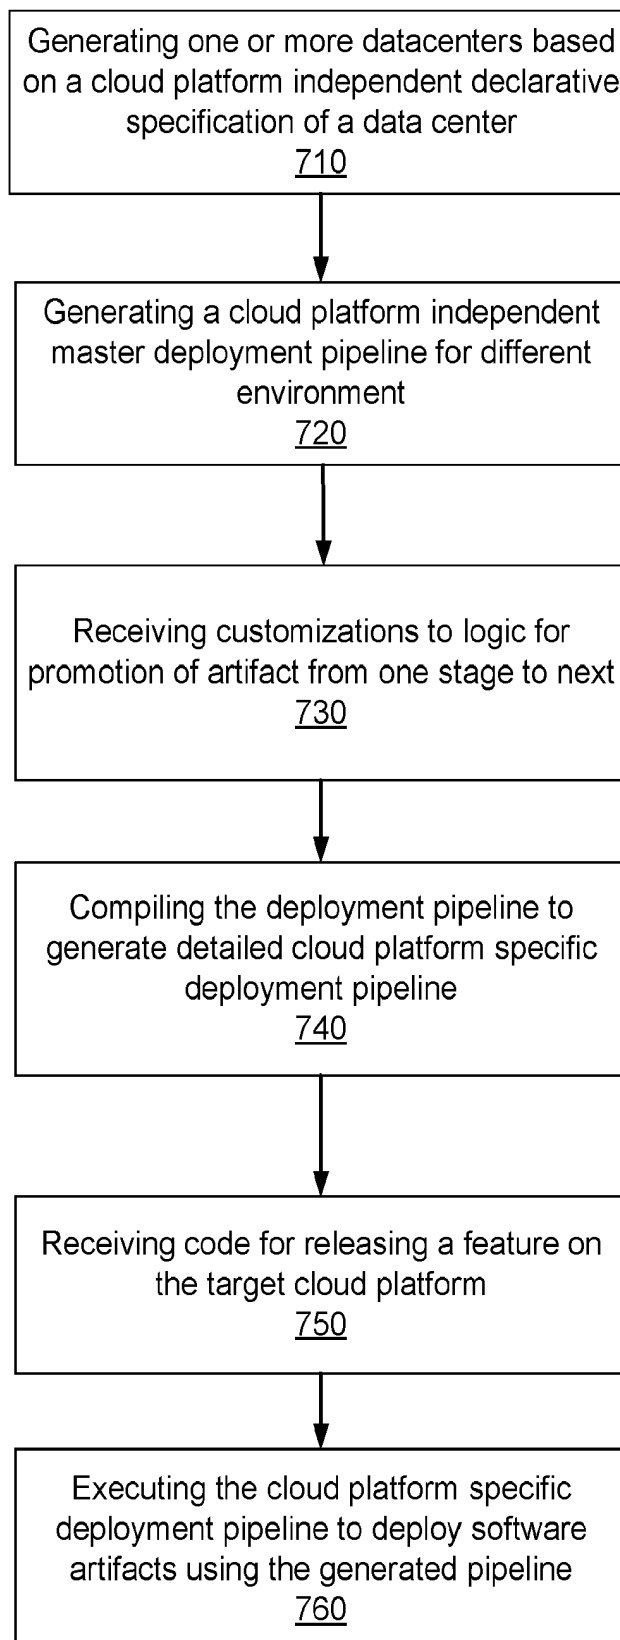 Generating one or more datacenters based
on a cloud platform independent declarative
specification of a data center
710
Generating a cloud platform independent
master deployment pipeline for different
environment
720
Receiving customizations to logic for
promotion of artifact from one stage to next
730
Compiling the deployment pipeline to
generate detailed cloud platform specific
deployment pipeline
740
Receiving code for releasing a feature on
the target cloud platform
750
Executing the cloud platform specific
deployment pipeline to deploy software
artifacts using the generated pipeline
760